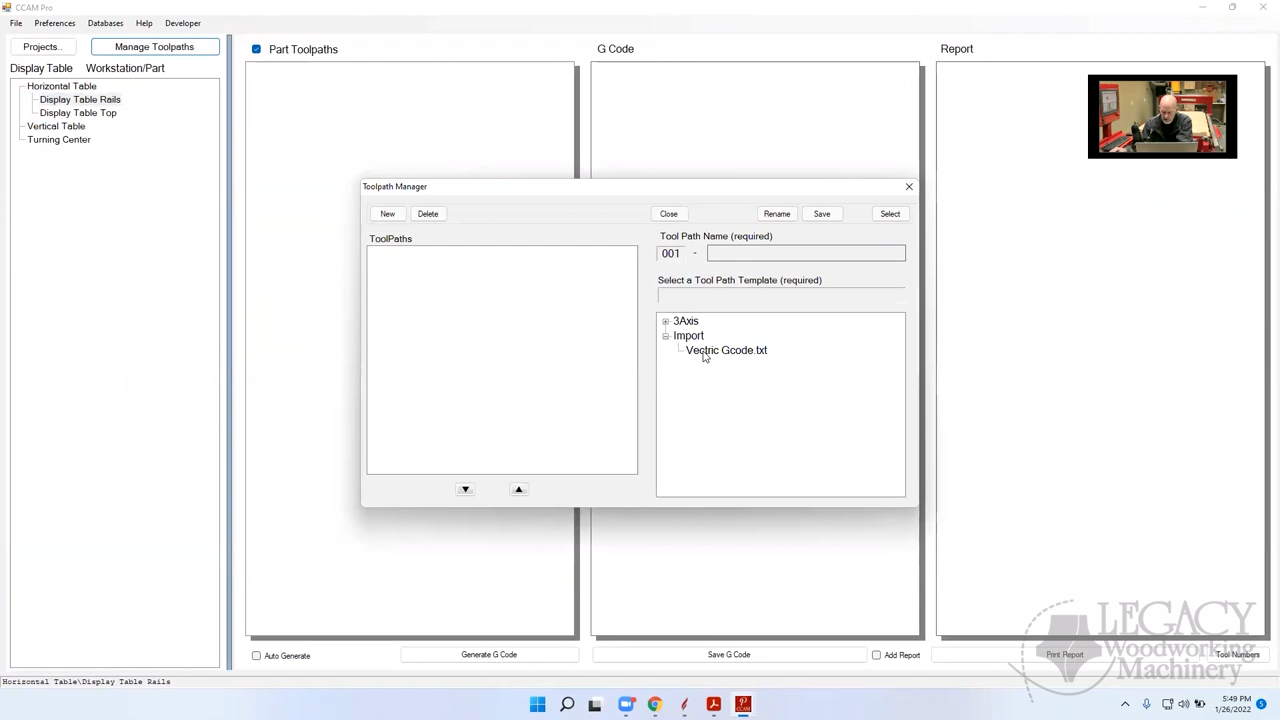 CCAM Pro
File Preferences Databases Help Developer
Projects.. Manage Toolpaths
Display Table Workstation/Part
Horizontal Table
Display Table Rails
Display Table Top
Vertical Table
Turning Center
Part Toolpaths
G Code
Report
Toolpath Manager
New Delete Close Rename Save Select
ToolPaths
Tool Path Name (required)
001 -
Select a Tool Path Template (required)
3Axis
Import
Vectric Gcode.txt
Auto Generate Generate G Code Save G Code Add Report Print Report Tool Numbers
LEGACY
Woodworking
Machinery
Horizontal Table\Display Table Rails
CCAM
5:49 PM
1/26/2022
5